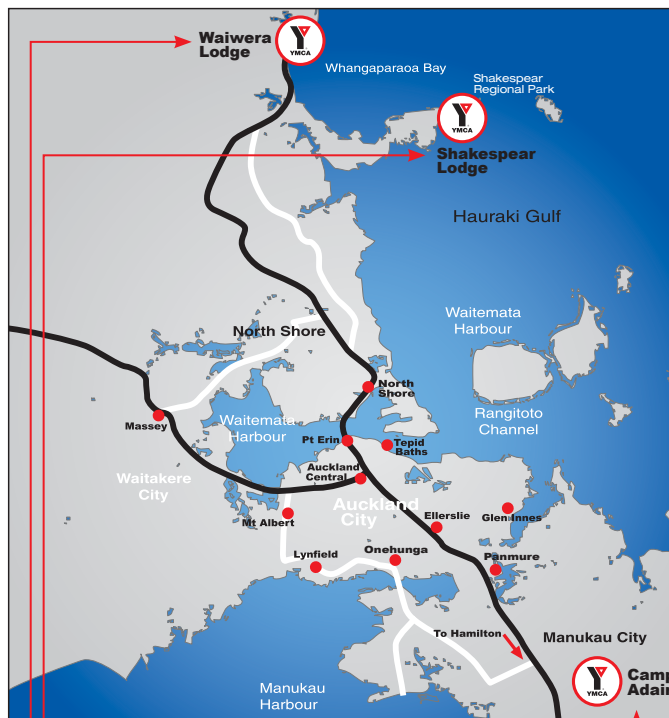 Waiwera
Lodge
YMCA
Whangaparaoa Bay
Shakespear
Regional Park
YMCA
Shakespear
Lodge
Hauraki Gulf
Waitemata
Harbour
North Shore
North
Shore
Rangitoto
Channel
Massey
Waitemata
Harbour
Pt Erin
Tepid
Baths
Waitakere
City
Auckland
Central
Auckland
City
Mt Albert
Ellerslie
Glen Innes
Lynfield
Onehunga
Panmure
To Hamilton
Manukau City
YMCA
Camp
Adair
Manukau
Harbour